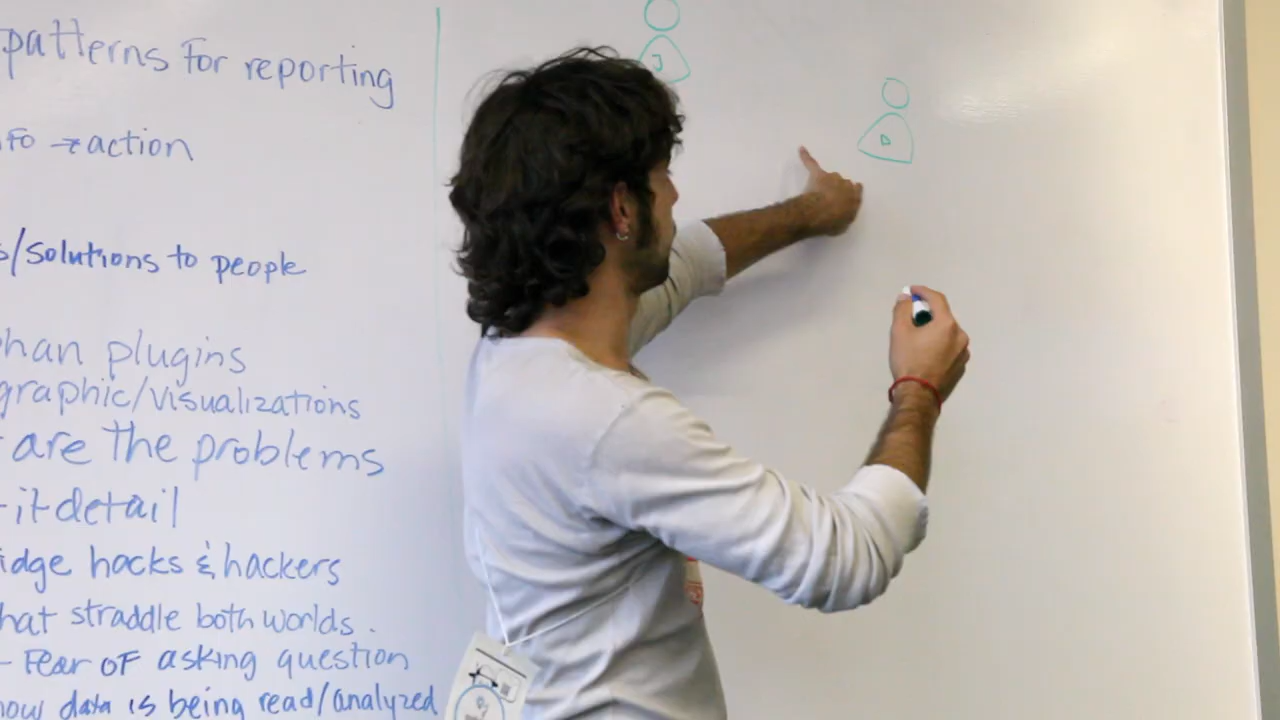 patterns for reporting
fo → action
s/solutions to people
han plugins
graphic/visualizations
are the problems
-it detail
idge hacks & hackers
hat straddle both worlds.
- Fear of asking question
how data is being read/analyzed
J
D